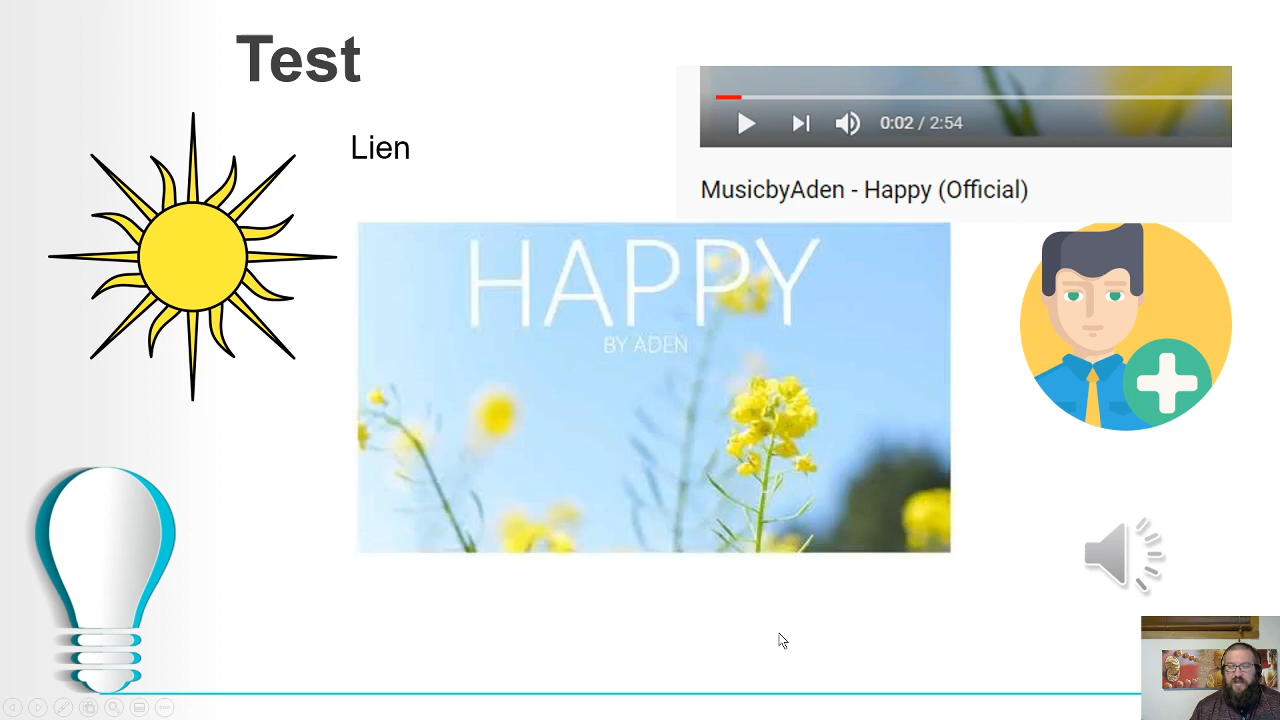 Test
Lien
0:02 / 2:54
MusicbyAden - Happy (Official)
HAPPY
BY ADEN